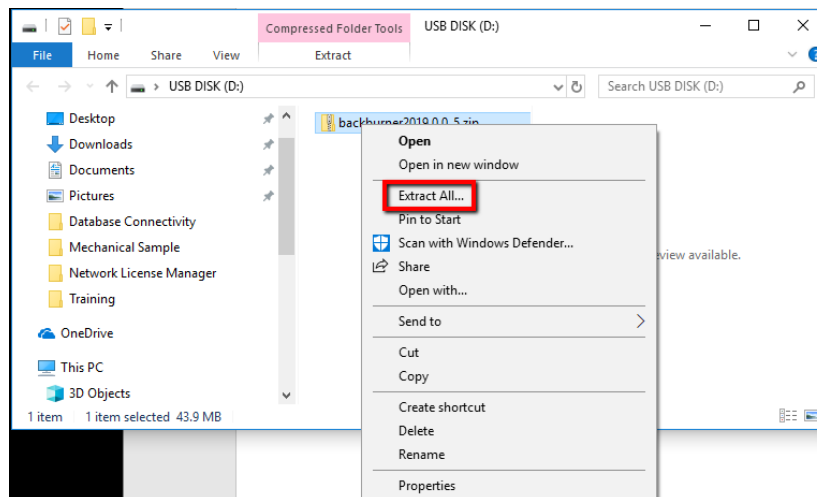 Compressed Folder Tools
USB DISK (D:)
File
Home
Share
View
Extract
USB DISK (D:)
Search USB DISK (D:)
Desktop
Downloads
Documents
Pictures
Database Connectivity
Mechanical Sample
Network License Manager
Training
OneDrive
This PC
3D Objects
backburner2019.0.0_5.zip
Open
Open in new window
Extract All...
Pin to Start
Scan with Windows Defender...
Share
Open with...
Send to
Cut
Copy
Create shortcut
Delete
Rename
Properties
available.
1 item
1 item selected 43.9 MB